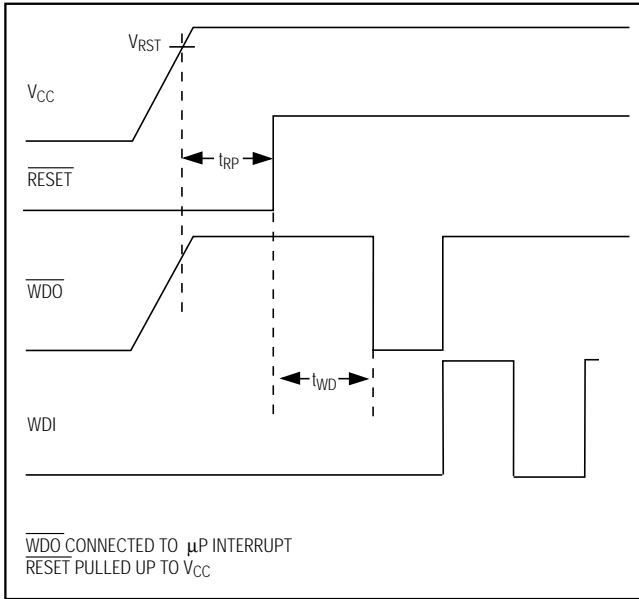 VRST
VCC
tRP
RESET
WDO
tWD
WDI
WDO CONNECTED TO μP INTERRUPT
RESET PULLED UP TO VCC